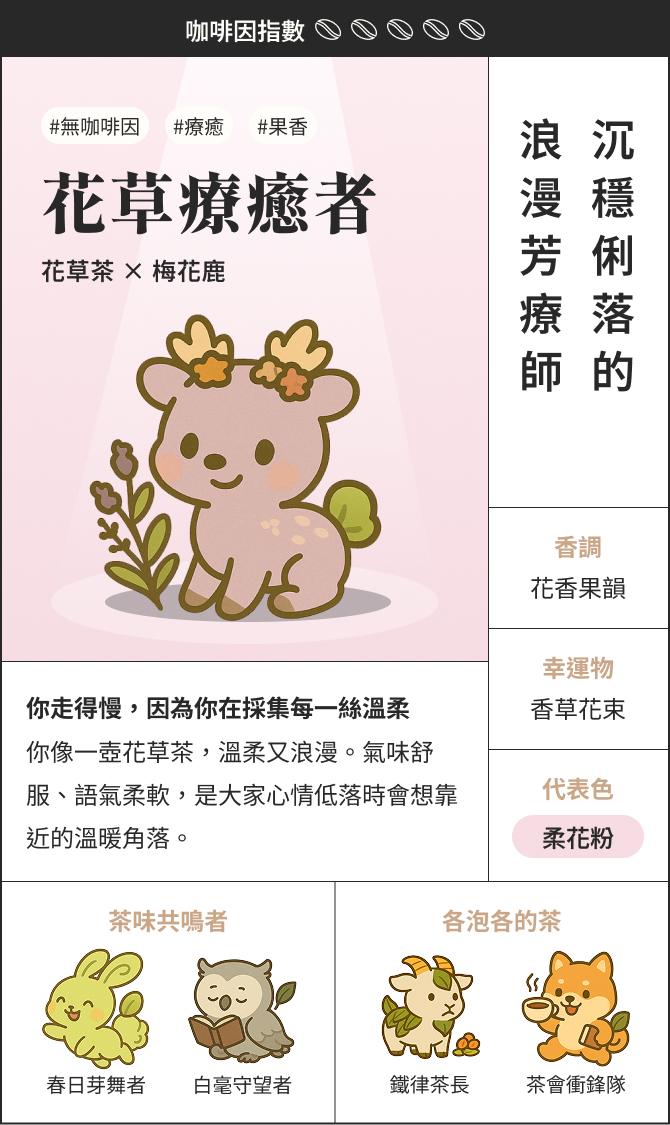 咖啡因指數
#無咖啡因 #療癒 #果香
花草療癒者
花草茶 × 梅花鹿
沉穩俐落的
浪漫芳療師
香調
花香果韻
幸運物
香草花束
代表色
柔花粉
你走得慢，因為你在採集每一絲溫柔
你像一壺花草茶，溫柔又浪漫。氣味舒
服、語氣柔軟，是大家心情低落時會想靠
近的溫暖角落。
茶味共鳴者
春日芽舞者
白毫守望者
各泡各的茶
鐵律茶長
茶會衝鋒隊